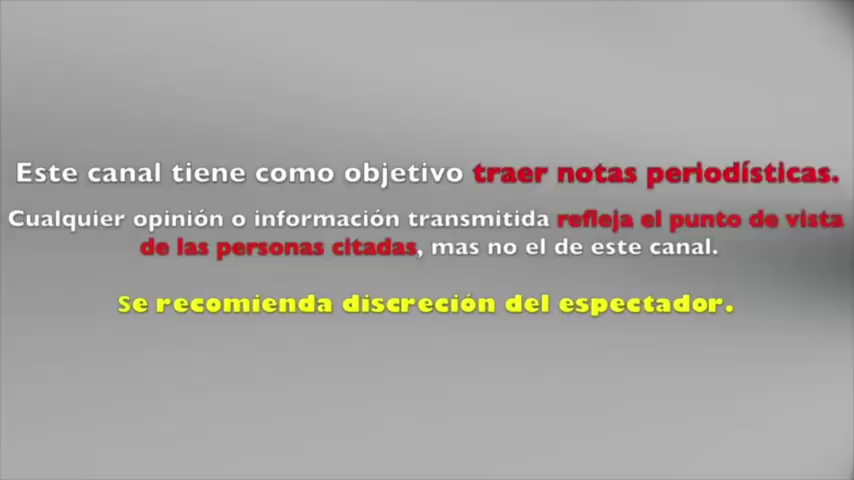 Este canal tiene como objetivo traer notas periodísticas.
Cualquier opinión o información transmitida refleja el punto de vista
de las personas citadas, mas no el de este canal.
Se recomienda discreción del espectador.